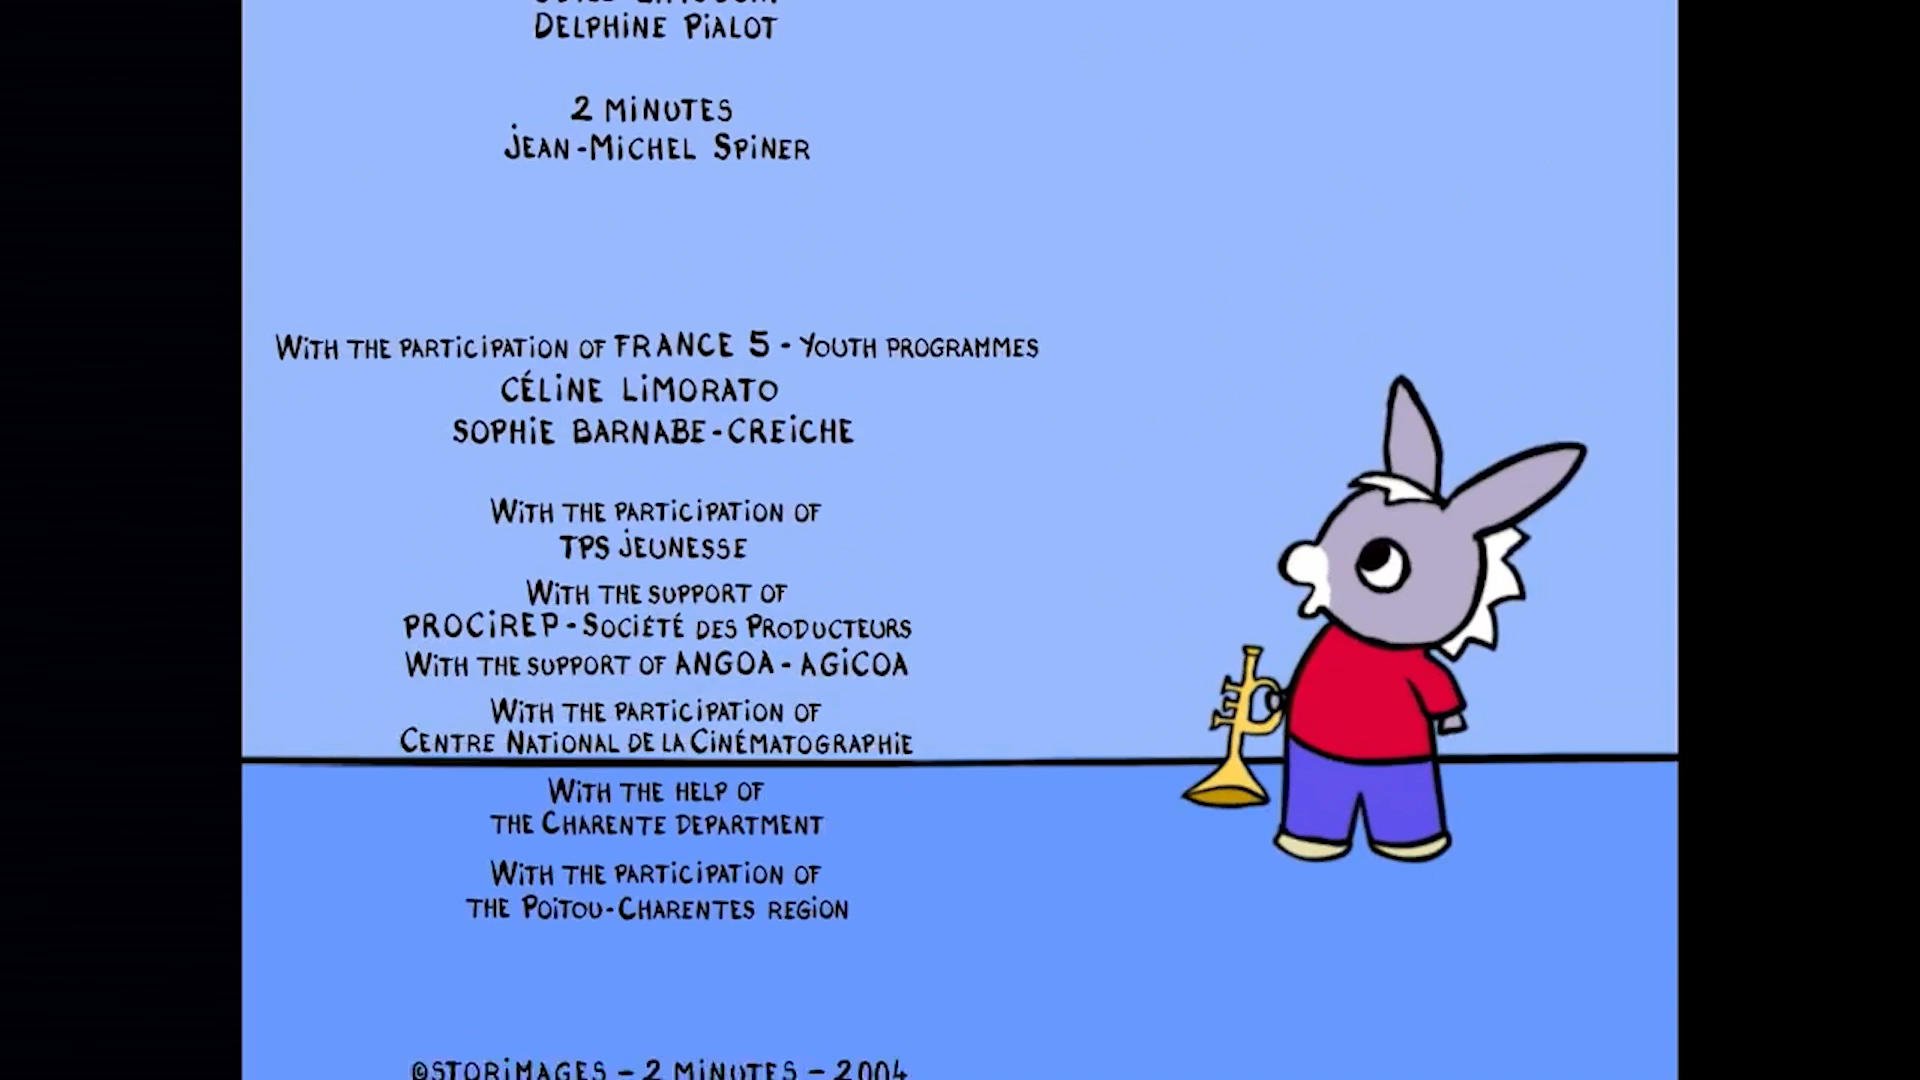 DELPHiNE PiALOT
2 MiNUTES
jEAN-MiCHEL SPiNER
WiTH THE PARTiCiPATiON OF FRANCE 5 - YOUTH PROGRAMMES
CÉLiNE LiMORATO
SOPHiE BARNABE-CREiCHE
WiTH THE PARTiCiPATiON OF
TPS jEUNESSE
WiTH THE SUPPORT OF
PROCiREP - SOCiÉTÉ DES PRODUCTEURS
WiTH THE SUPPORT OF ANGOA - AGiCOA
WiTH THE PARTiCiPATiON OF
CENTRE NATiONAL DE LA CiNÉMATOGRAPHiE
WiTH THE HELP OF
THE CHARENTE DEPARTMENT
WiTH THE PARTiCiPATiON OF
THE POiTOU-CHARENTES REGiON
©STORiMAGES - 2 MiNUTES - 2004